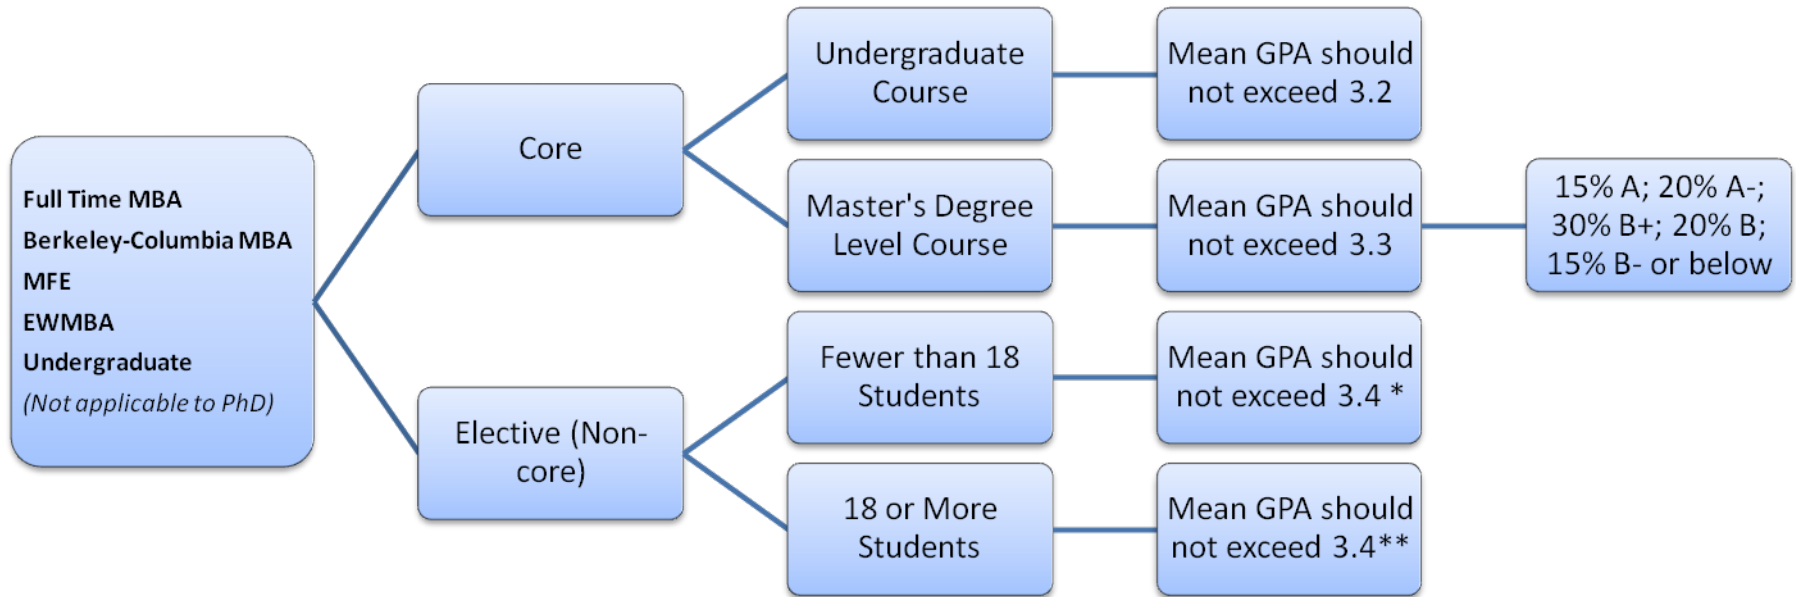 Full Time MBA
Berkeley-Columbia MBA
MFE
EWMBA
Undergraduate
(Not applicable to PhD)
Core
Elective (Non-
core)
Undergraduate
Course
Master's Degree
Level Course
Fewer than 18
Students
18 or More
Students
Mean GPA should
not exceed 3.2
Mean GPA should
not exceed 3.3
Mean GPA should
not exceed 3.4 *
Mean GPA should
not exceed 3.4**
15% A; 20% A-;
30% B+; 20% B;
15% B- or below